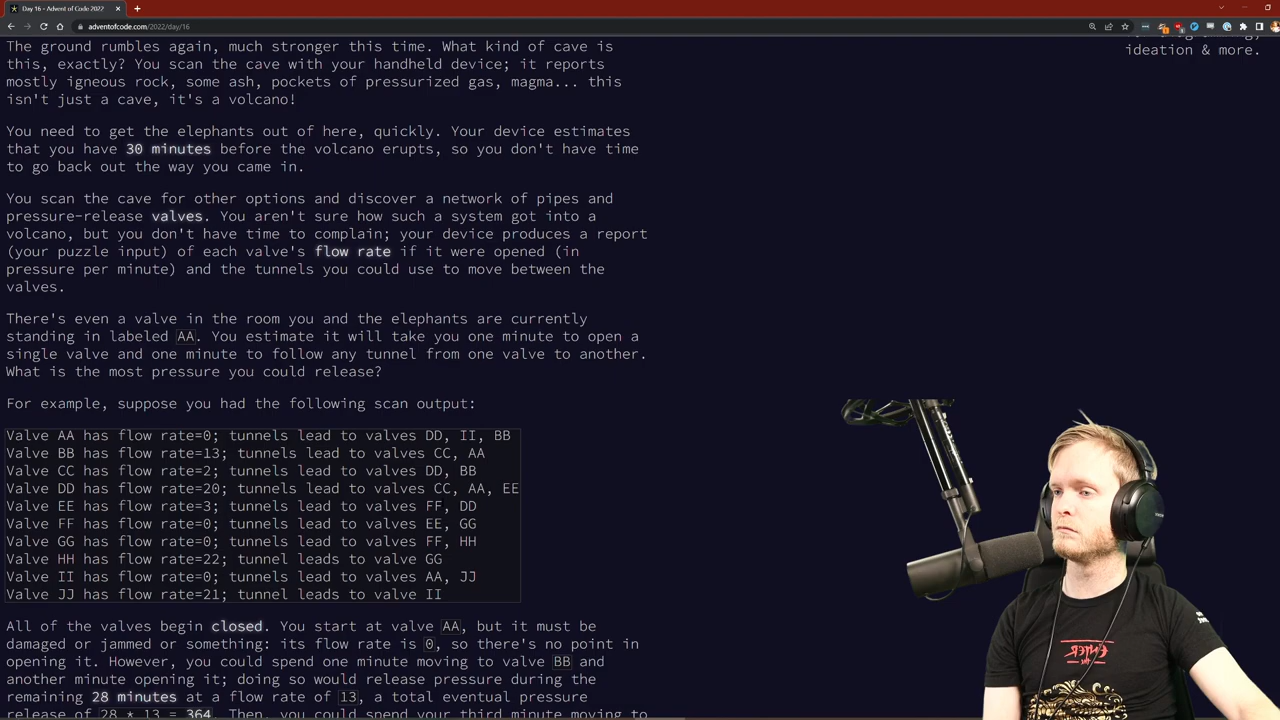 Day 16 - Advent of Code 2022
adventofcode.com/2022/day/16
ideation & more.
The ground rumbles again, much stronger this time. What kind of cave is
this, exactly? You scan the cave with your handheld device; it reports
mostly igneous rock, some ash, pockets of pressurized gas, magma... this
isn't just a cave, it's a volcano!
You need to get the elephants out of here, quickly. Your device estimates
that you have 30 minutes before the volcano erupts, so you don't have time
to go back out the way you came in.
You scan the cave for other options and discover a network of pipes and
pressure-release valves. You aren't sure how such a system got into a
volcano, but you don't have time to complain; your device produces a report
(your puzzle input) of each valve's flow rate if it were opened (in
pressure per minute) and the tunnels you could use to move between the
valves.
There's even a valve in the room you and the elephants are currently
standing in labeled AA. You estimate it will take you one minute to open a
single valve and one minute to follow any tunnel from one valve to another.
What is the most pressure you could release?
For example, suppose you had the following scan output:
Valve AA has flow rate=0; tunnels lead to valves DD, II, BB
Valve BB has flow rate=13; tunnels lead to valves CC, AA
Valve CC has flow rate=2; tunnels lead to valves DD, BB
Valve DD has flow rate=20; tunnels lead to valves CC, AA, EE
Valve EE has flow rate=3; tunnels lead to valves FF, DD
Valve FF has flow rate=0; tunnels lead to valves EE, GG
Valve GG has flow rate=0; tunnels lead to valves FF, HH
Valve HH has flow rate=22; tunnel leads to valve GG
Valve II has flow rate=0; tunnels lead to valves AA, JJ
Valve JJ has flow rate=21; tunnel leads to valve II
All of the valves begin closed. You start at valve AA, but it must be
damaged or jammed or something: its flow rate is 0, so there's no point in
opening it. However, you could spend one minute moving to valve BB and
another minute opening it; doing so would release pressure during the
remaining 28 minutes at a flow rate of 13, a total eventual pressure
release of 28 * 13 = 364. Then, you could spend your third minute moving to